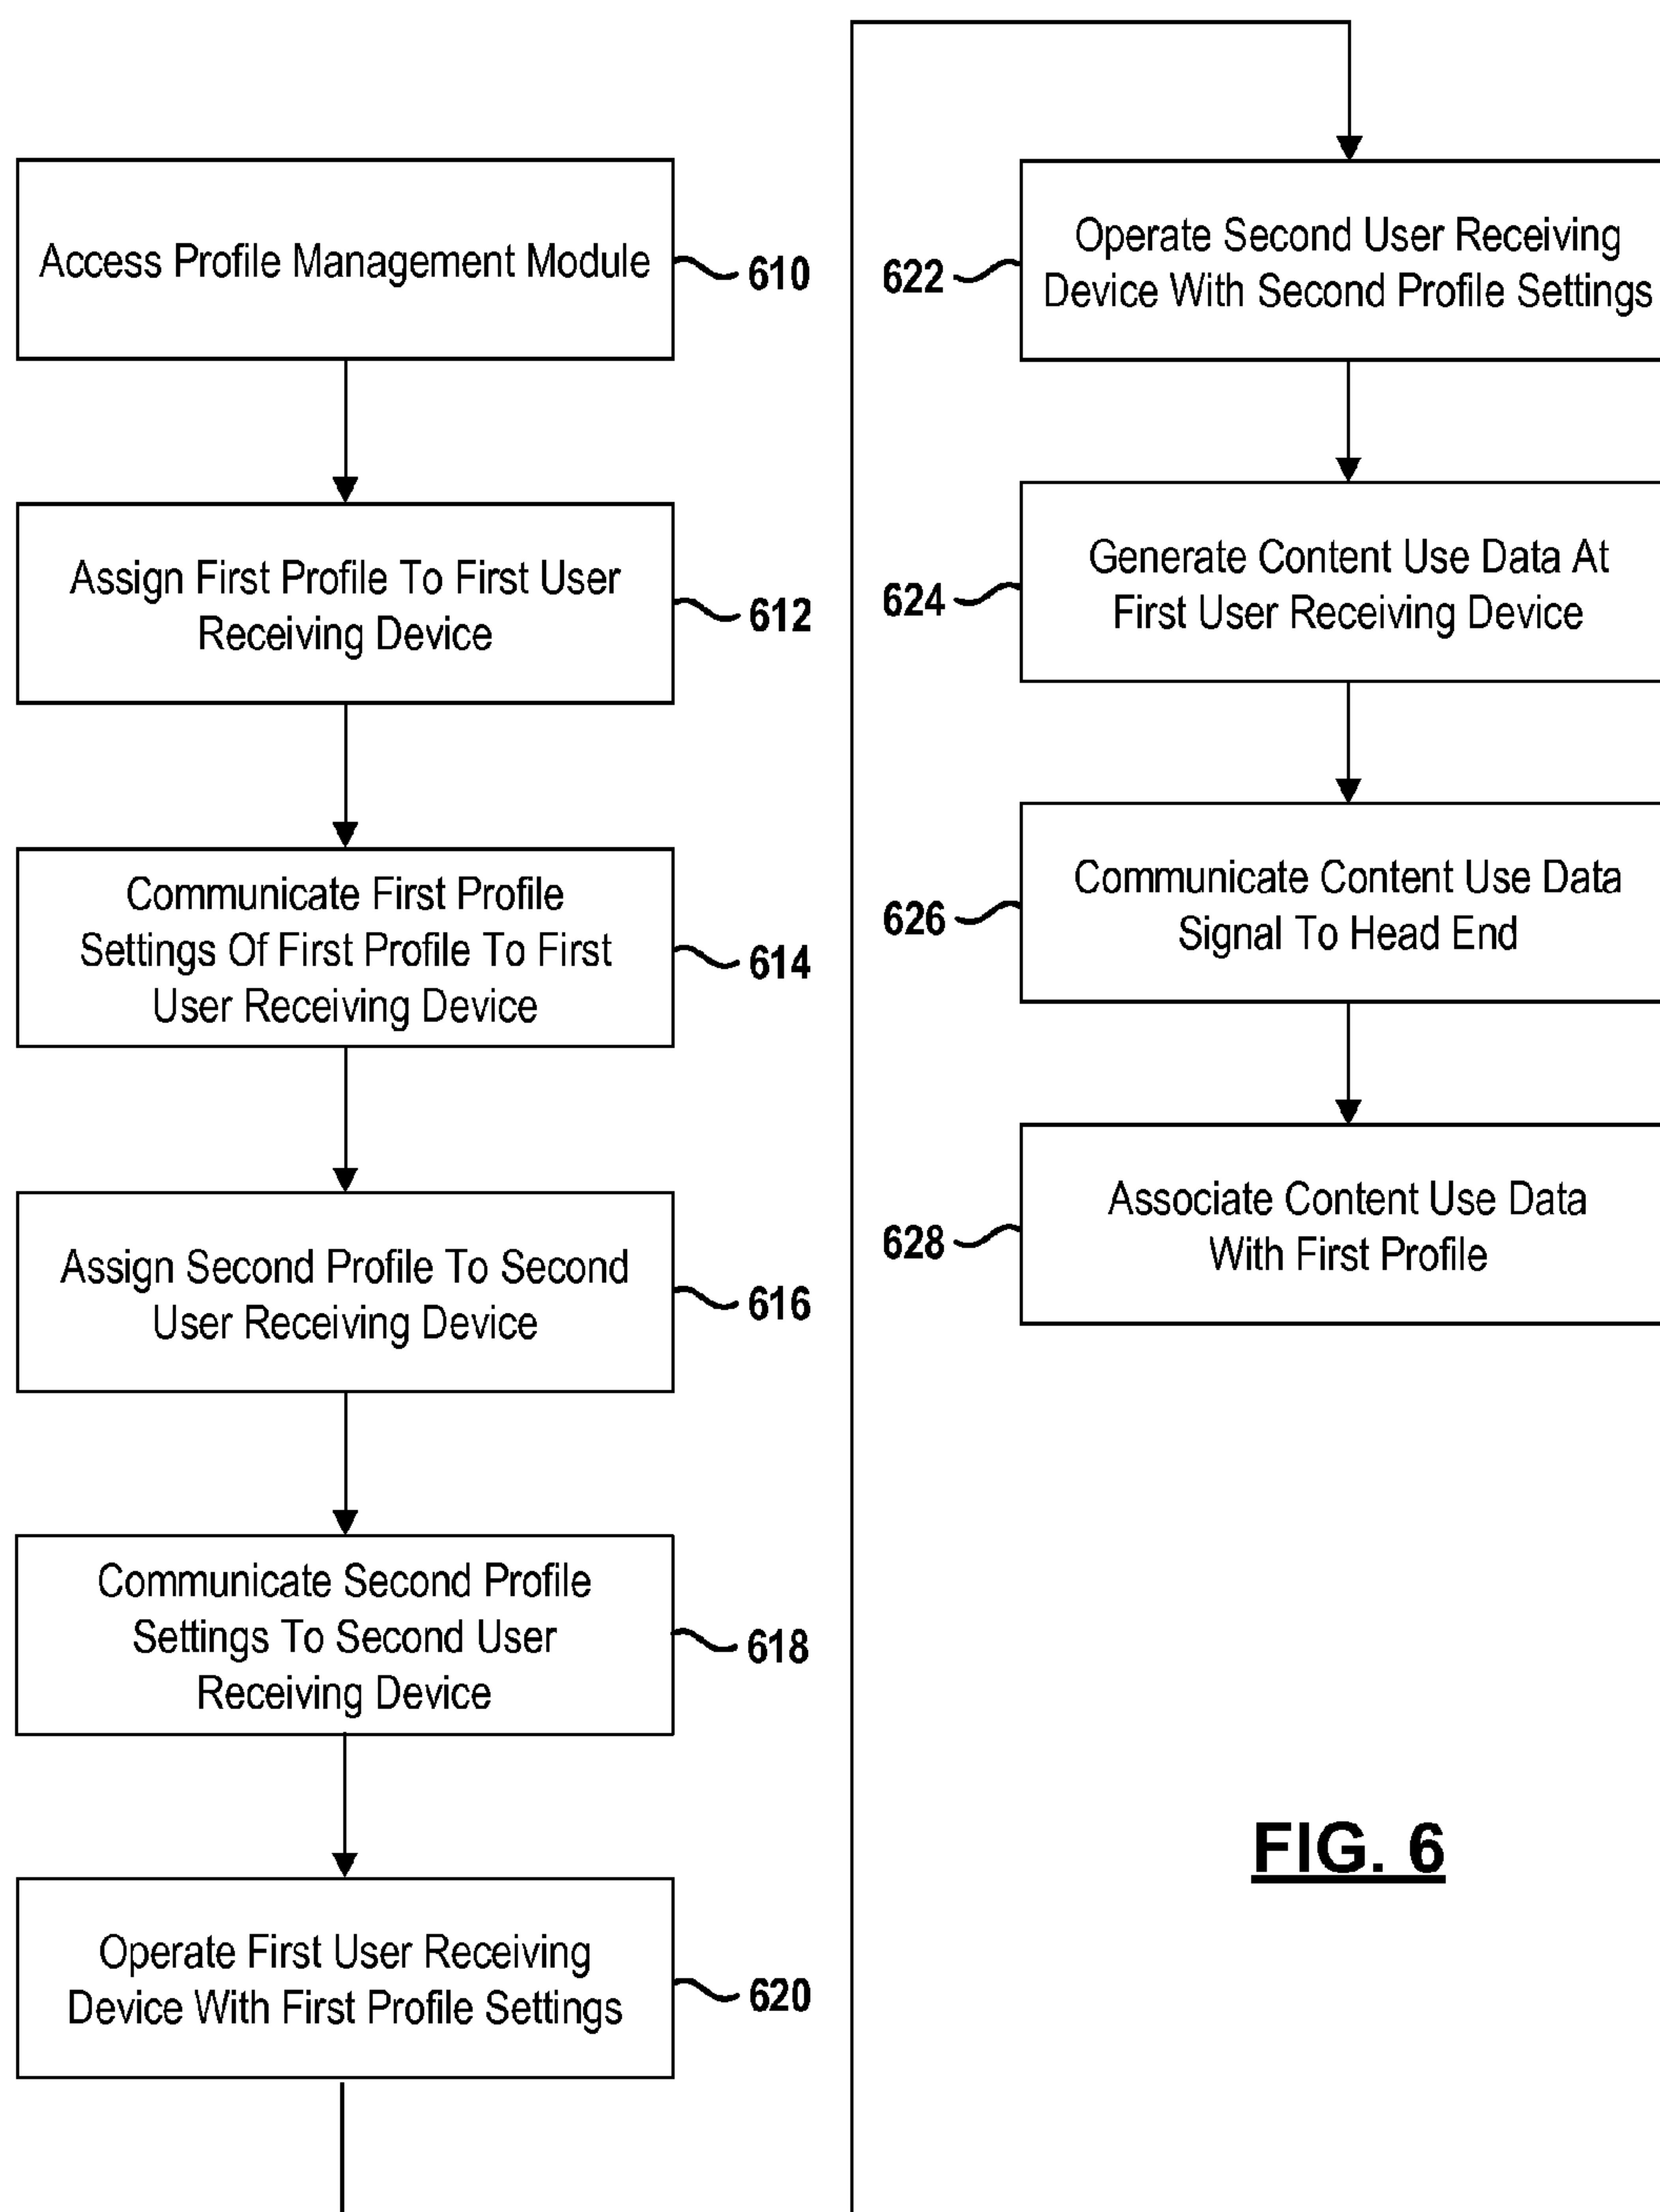 Access Profile Management Module
610
Assign First Profile To First User
Receiving Device
612
Communicate First Profile
Settings Of First Profile To First
User Receiving Device
614
Assign Second Profile To Second
User Receiving Device
616
Communicate Second Profile
Settings To Second User
Receiving Device
618
Operate First User Receiving
Device With First Profile Settings
620
Operate Second User Receiving
Device With Second Profile Settings
622
Generate Content Use Data At
First User Receiving Device
624
Communicate Content Use Data
Signal To Head End
626
Associate Content Use Data
With First Profile
628
FIG. 6